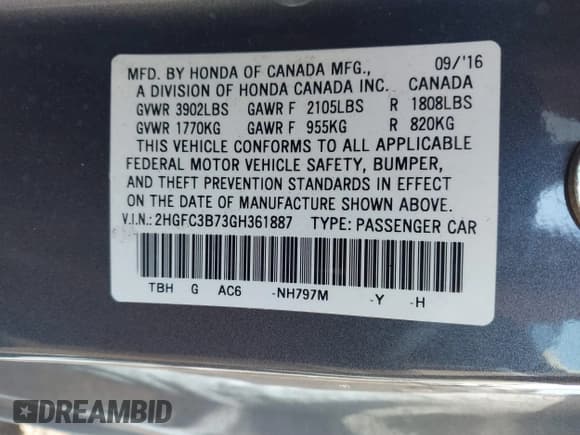 MFD. BY HONDA OF CANADA MFG., 09/'16
A DIVISION OF HONDA CANADA INC. CANADA
GVWR 3902LBS GAWR F 2105LBS R 1808LBS
GVWR 1770KG GAWR F 955KG R 820KG
THIS VEHICLE CONFORMS TO ALL APPLICABLE
FEDERAL MOTOR VEHICLE SAFETY, BUMPER,
AND THEFT PREVENTION STANDARDS IN EFFECT
ON THE DATE OF MANUFACTURE SHOWN ABOVE.
V.I.N.: 2HGFC3B73GH361887 TYPE: PASSENGER CAR
TBH G AC6 -NH797M -Y -H
DREAMBID